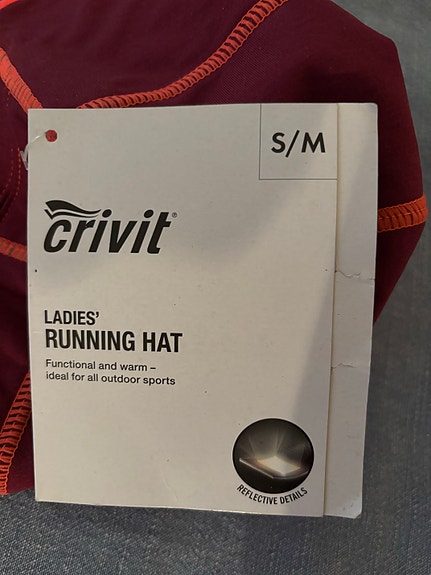 S/M
crivit®
LADIES'
RUNNING HAT
Functional and warm –
ideal for all outdoor sports
REFLECTIVE DETAILS